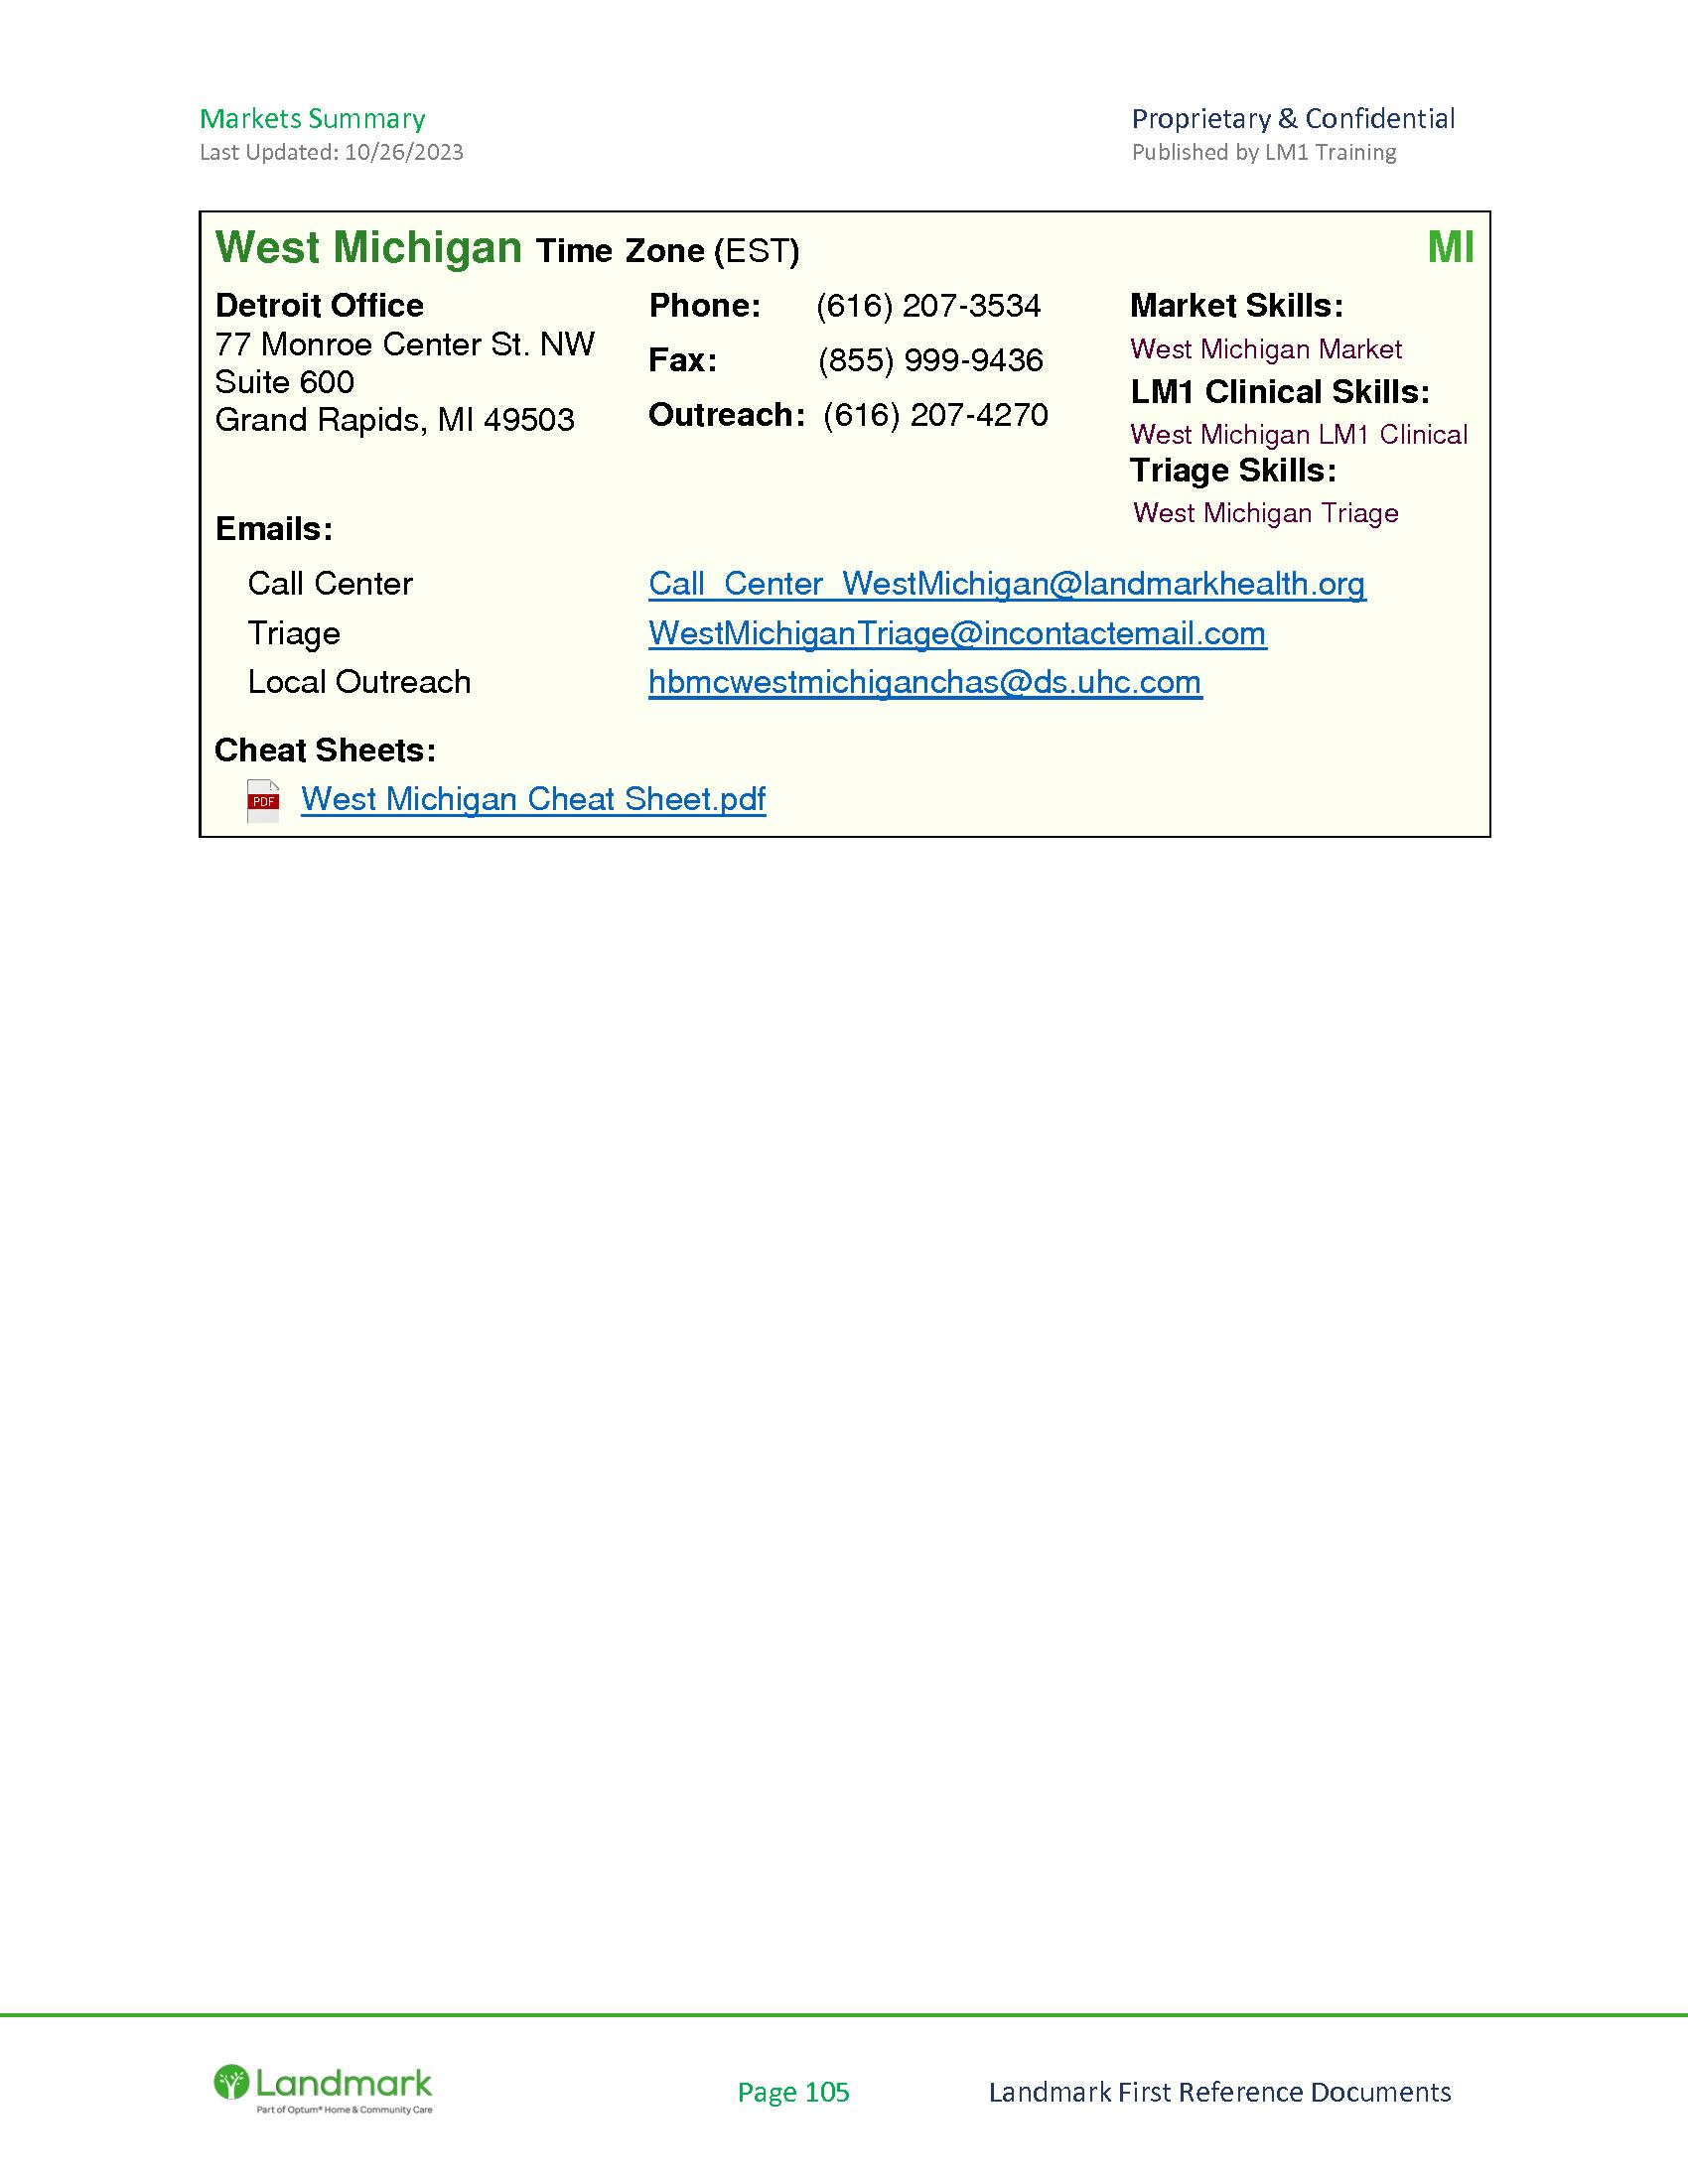 Markets Summary
Proprietary & Confidential
Last Updated: 10/26/2023
Published by LM1 Training
West Michigan Time Zone (EST)
MI
Detroit Office
77 Monroe Center St. NW
Suite 600
Grand Rapids, MI 49503
Phone: (616) 207-3534
Fax: (855) 999-9436
Outreach: (616) 207-4270
Market Skills:
West Michigan Market
LM1 Clinical Skills:
West Michigan LM1 Clinical
Triage Skills:
West Michigan Triage
Emails:
Call Center Call_Center_WestMichigan@landmarkhealth.org
Triage WestMichiganTriage@incontactemail.com
Local Outreach hbmcwestmichiganchas@ds.uhc.com
Cheat Sheets:
PDF West Michigan Cheat Sheet.pdf
Landmark
Part of Optum® Home & Community Care
Page 105
Landmark First Reference Documents